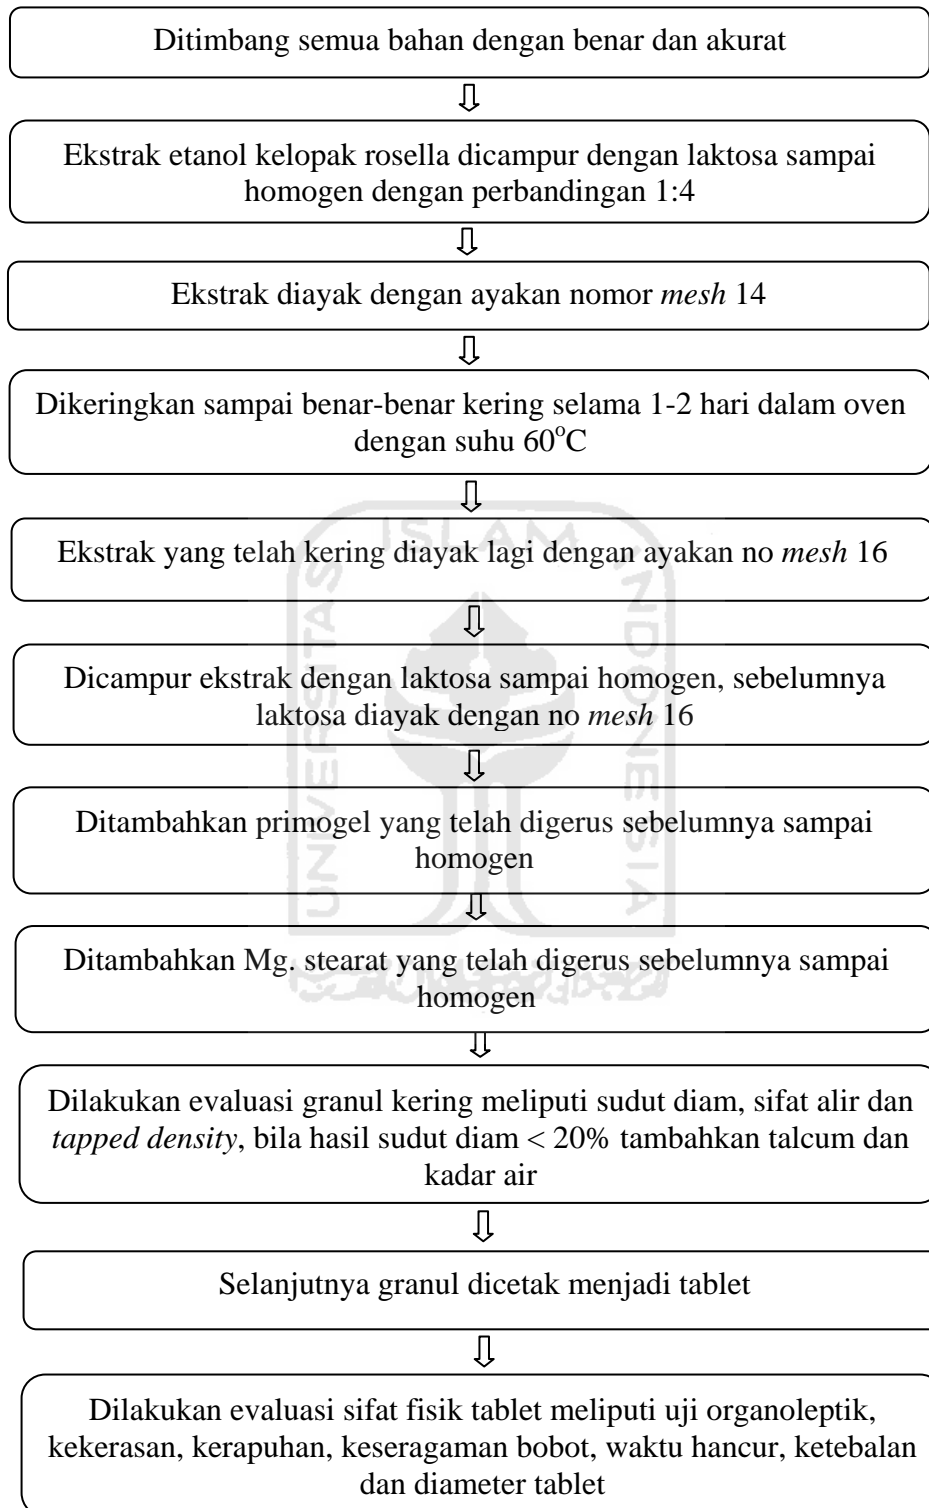 Ditimbang semua bahan dengan benar dan akurat
Ekstrak etanol kelopak rosella dicampur dengan laktosa sampai
homogen dengan perbandingan 1:4
Ekstrak diayak dengan ayakan nomor mesh 14
Dikeringkan sampai benar-benar kering selama 1-2 hari dalam oven
dengan suhu 60°C
Ekstrak yang telah kering diayak lagi dengan ayakan no mesh 16
Dicampur ekstrak dengan laktosa sampai homogen, sebelumnya
laktosa diayak dengan no mesh 16
Ditambahkan primogel yang telah digerus sebelumnya sampai
homogen
Ditambahkan Mg. stearat yang telah digerus sebelumnya sampai
homogen
Dilakukan evaluasi granul kering meliputi sudut diam, sifat alir dan
tapped density, bila hasil sudut diam < 20% tambahkan talcum dan
kadar air
Selanjutnya granul dicetak menjadi tablet
Dilakukan evaluasi sifat fisik tablet meliputi uji organoleptik,
kekerasan, kerapuhan, keseragaman bobot, waktu hancur, ketebalan
dan diameter tablet
UNIVERSITAS
ISLAM
INDONESIA